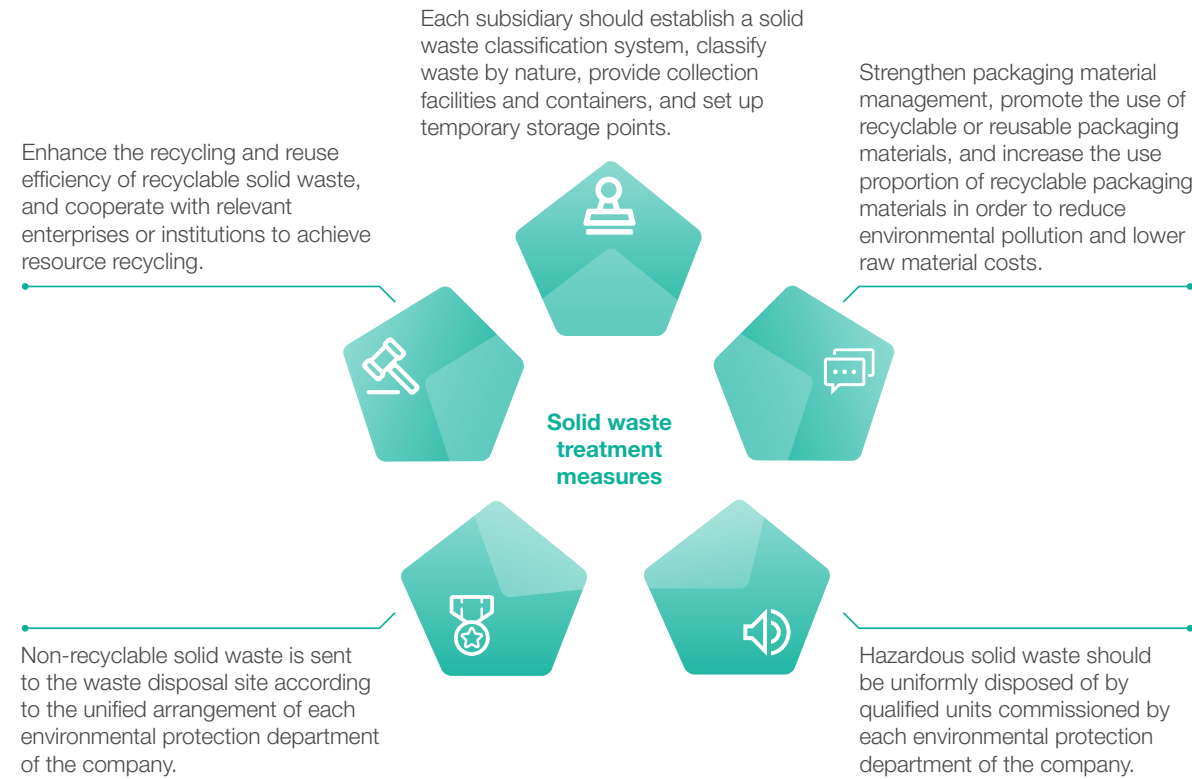 Each subsidiary should establish a solid
waste classification system, classify
waste by nature, provide collection
facilities and containers, and set up
temporary storage points.
Strengthen packaging material
management, promote the use of
recyclable or reusable packaging
materials, and increase the use
proportion of recyclable packaging
materials in order to reduce
environmental pollution and lower
raw material costs.
Enhance the recycling and reuse
efficiency of recyclable solid waste,
and cooperate with relevant
enterprises or institutions to achieve
resource recycling.
Solid waste
treatment
measures
Non-recyclable solid waste is sent
to the waste disposal site according
to the unified arrangement of each
environmental protection department
of the company.
Hazardous solid waste should
be uniformly disposed of by
qualified units commissioned by
each environmental protection
department of the company.